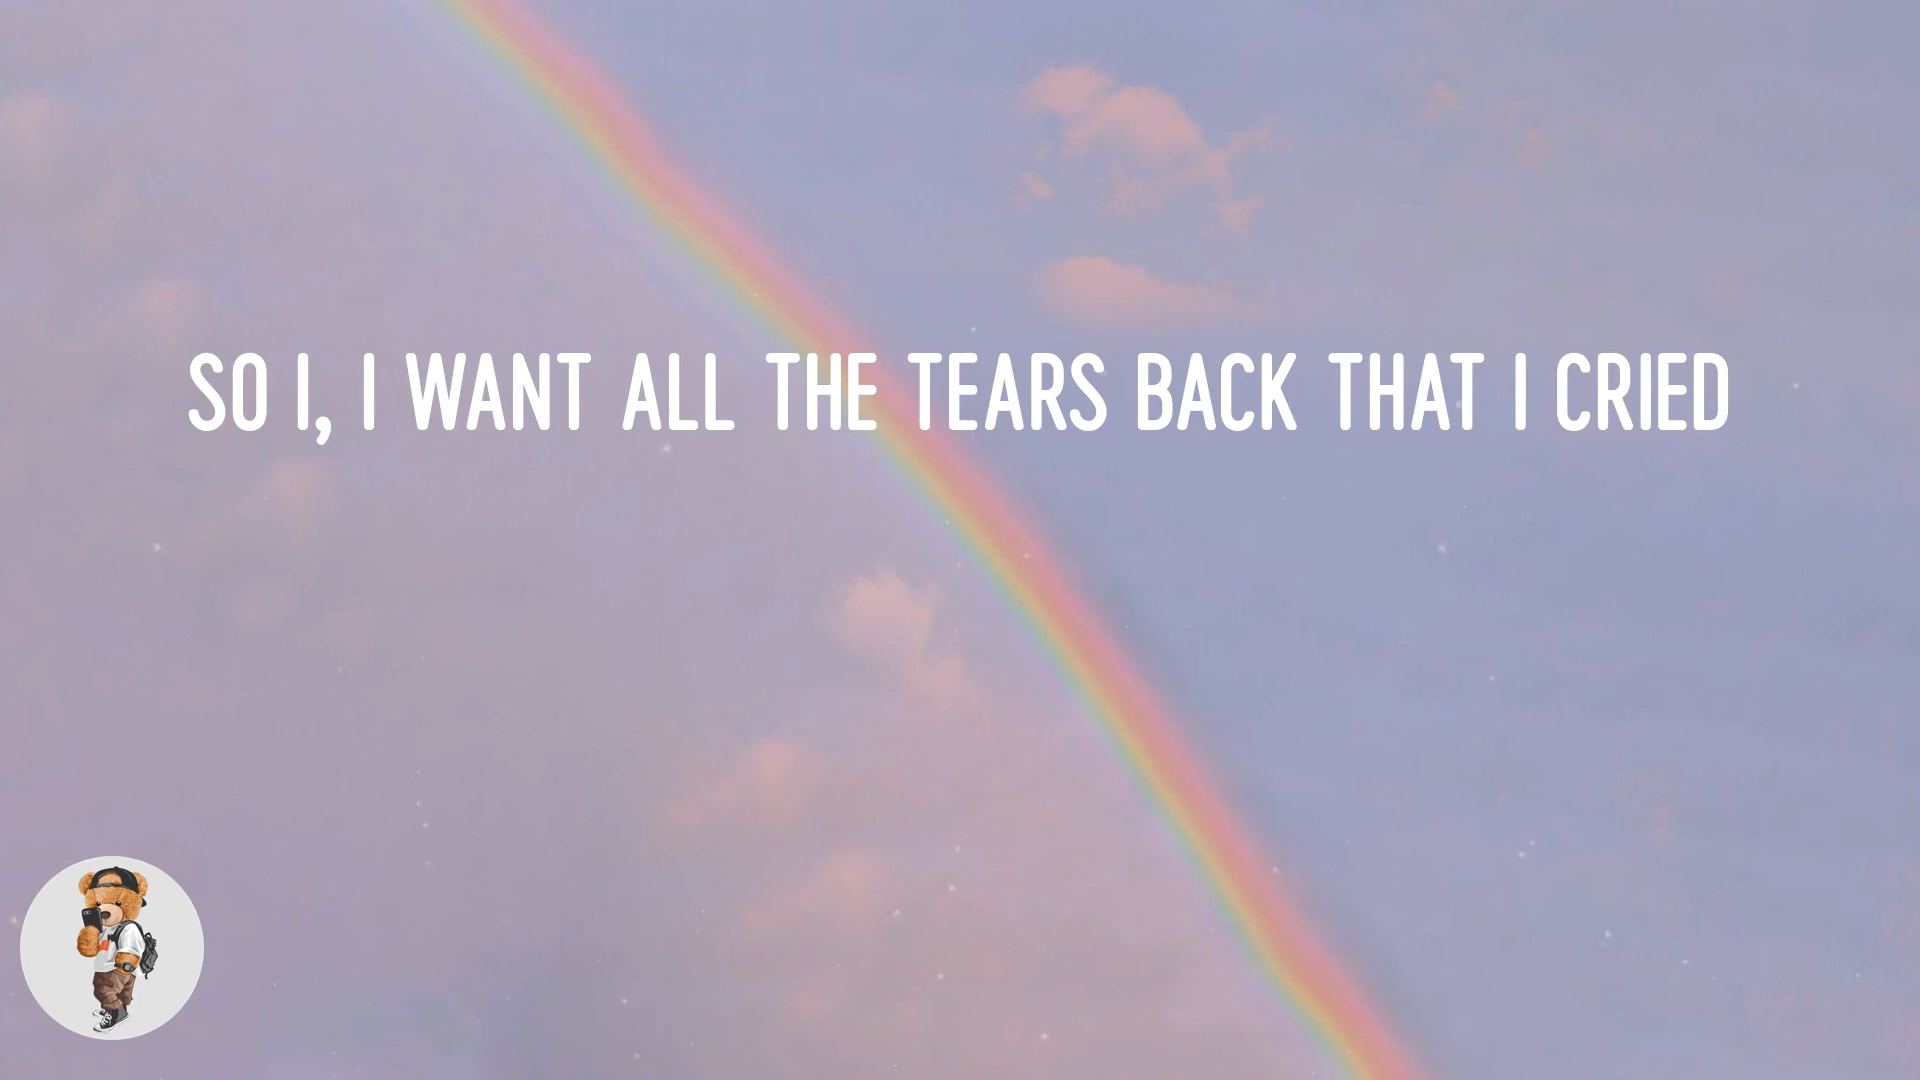 SO I, I WANT ALL THE TEARS BACK THAT I CRIED